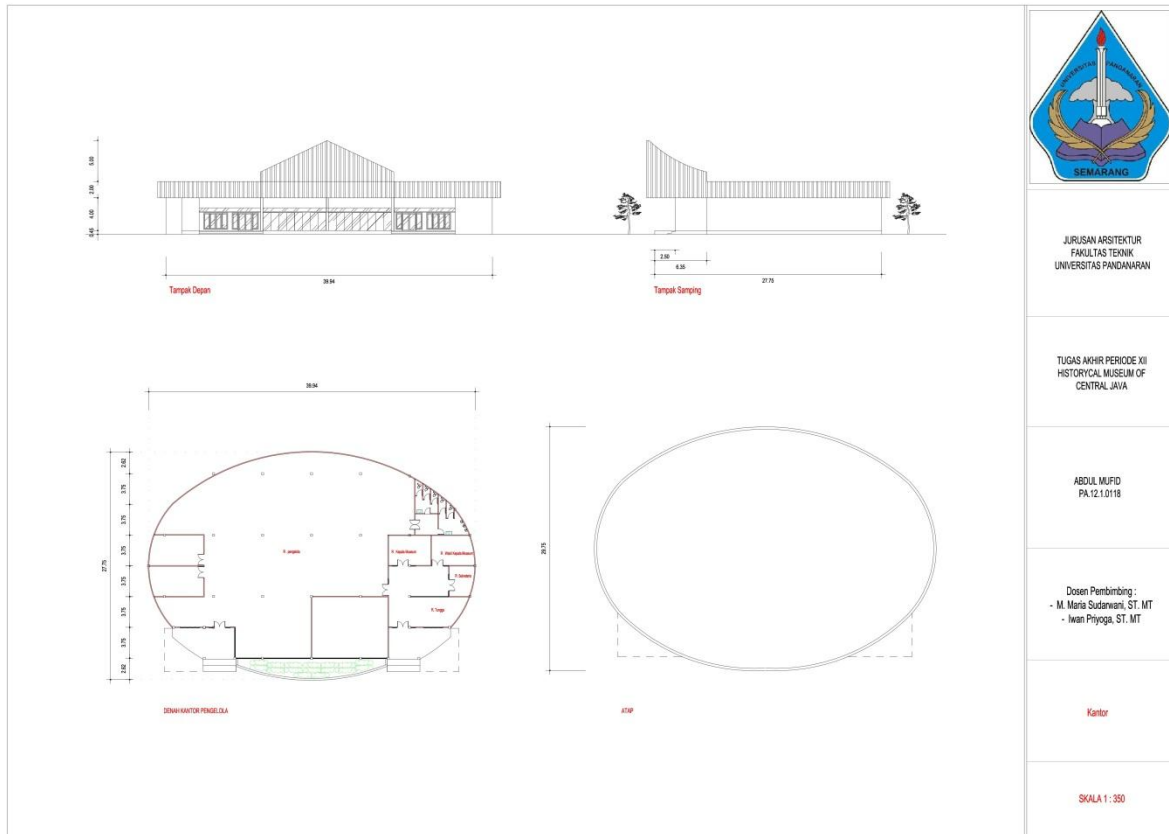 UNIVERSITAS PANDANARAN
SEMARANG
JURUSAN ARSITEKTUR
FAKULTAS TEKNIK
UNIVERSITAS PANDANARAN
TUGAS AKHIR PERIODE XII
HISTORYCAL MUSEUM OF
CENTRAL JAVA
ABDUL MUFID
PA.12.1.0118
Dosen Pembimbing :
- M. Maria Sudarwani, ST. MT
- Iwan Priyoga, ST. MT
Kantor
SKALA 1 : 350
5.00
2.00
4.00
0.45
39.94
Tampak Depan
2.50
6.35
27.75
Tampak Samping
39.94
2.62
3.75
3.75
3.75
3.75
3.75
3.75
2.62
27.75
R. pengelola
R. Kepala Museum
R. Wakil Kepala Museum
R. Sekretaris
R. Tunggu
DENAH KANTOR PENGELOLA
29.75
ATAP